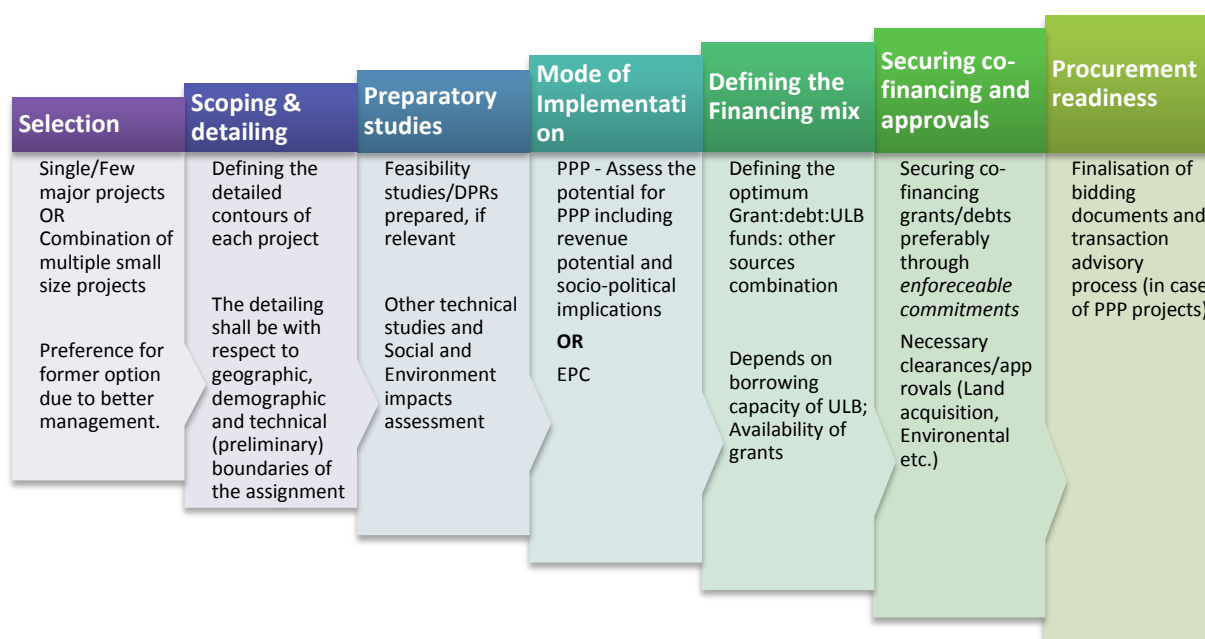 Selection
Single/Few
major projects
OR
Combination of
multiple small
size projects
Preference for
former option
due to better
management.
Scoping &
detailing
Defining the
detailed
contours of
each project
The detailing
shall be with
respect to
geographic,
demographic
and technical
(preliminary)
boundaries of
the assignment
Preparatory
studies
Feasibility
studies/DPRs
prepared, if
relevant
Other technical
studies and
Social and
Environment
impacts
assessment
Mode of
Implementati
on
PPP - Assess the
potential for
PPP including
revenue
potential and
socio-political
implications
OR
EPC
Defining the
Financing mix
Defining the
optimum
Grant:debt:ULB
funds: other
sources
combination
Depends on
borrowing
capacity of ULB;
Availability of
grants
Securing co-
financing and
approvals
Securing co-
financing
grants/debts
preferably
through
enforeceable
commitments
Necessary
clearances/app
rovals (Land
acquisition,
Environental
etc.)
Procurement
readiness
Finalisation of
bidding
documents and
transaction
advisory
process (in case
of PPP projects)